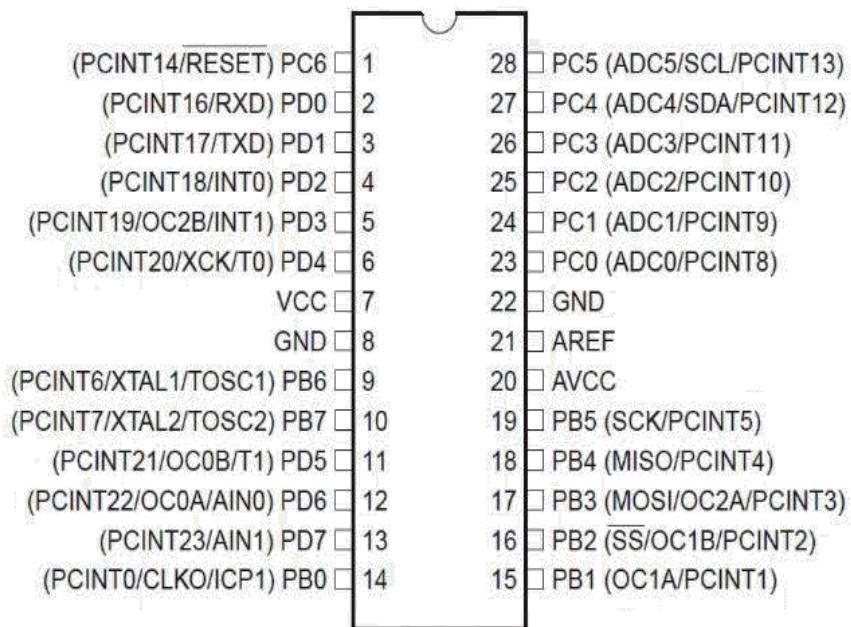 (PCINT14/RESET) PC6 1 28 PC5 (ADC5/SCL/PCINT13)
(PCINT16/RXD) PD0 2 27 PC4 (ADC4/SDA/PCINT12)
(PCINT17/TXD) PD1 3 26 PC3 (ADC3/PCINT11)
(PCINT18/INT0) PD2 4 25 PC2 (ADC2/PCINT10)
(PCINT19/OC2B/INT1) PD3 5 24 PC1 (ADC1/PCINT9)
(PCINT20/XCK/T0) PD4 6 23 PC0 (ADC0/PCINT8)
VCC 7 22 GND
GND 8 21 AREF
(PCINT6/XTAL1/TOSC1) PB6 9 20 AVCC
(PCINT7/XTAL2/TOSC2) PB7 10 19 PB5 (SCK/PCINT5)
(PCINT21/OC0B/T1) PD5 11 18 PB4 (MISO/PCINT4)
(PCINT22/OC0A/AIN0) PD6 12 17 PB3 (MOSI/OC2A/PCINT3)
(PCINT23/AIN1) PD7 13 16 PB2 (SS/OC1B/PCINT2)
(PCINT0/CLKO/ICP1) PB0 14 15 PB1 (OC1A/PCINT1)